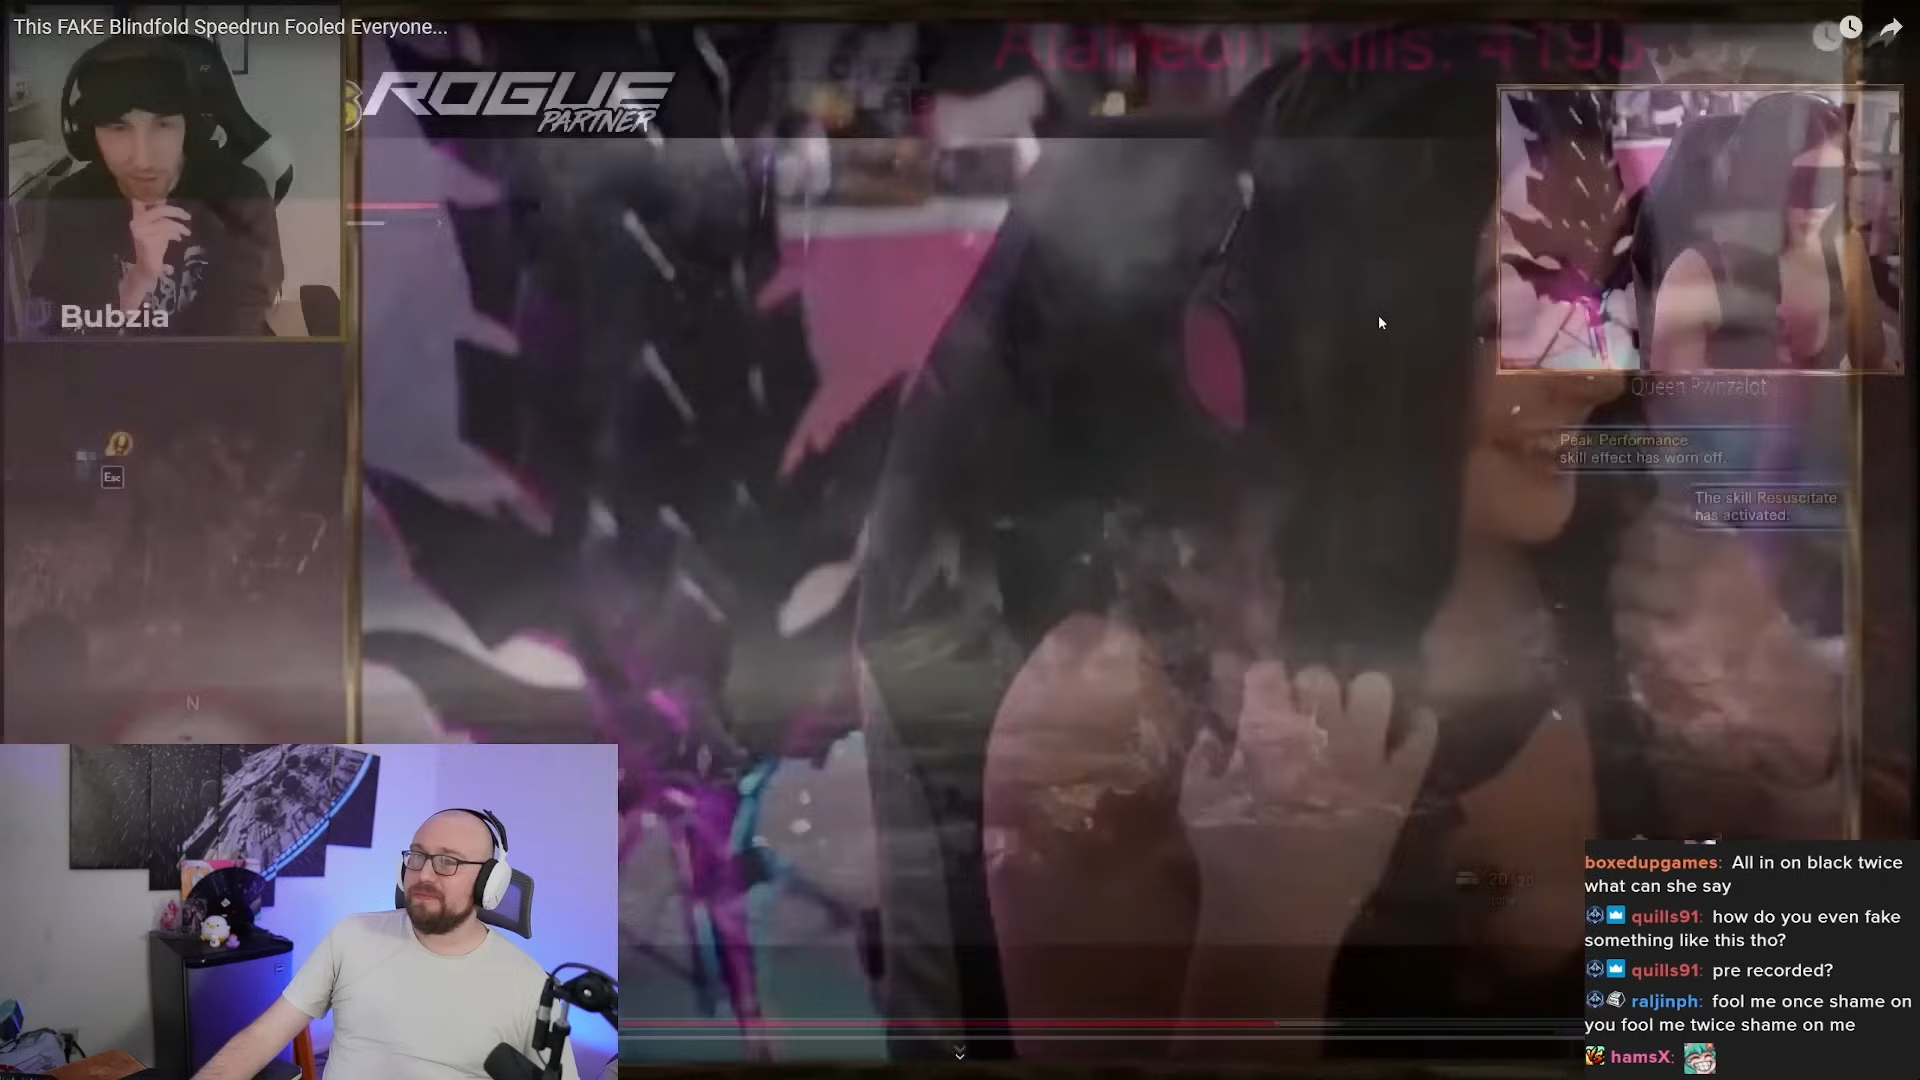 This FAKE Blindfold Speedrun Fooled Everyone...
Alatreon Kills: 4193
ROGUE
PARTNER
Bubzia
Queen Pwnzalot
Peak Performance
skill effect has worn off.
The skill Resuscitate
has activated.
Esc
N
boxedupgames: All in on black twice
what can she say
quills91: how do you even fake
something like this tho?
quills91: pre recorded?
raljinph: fool me once shame on
you fool me twice shame on me
hamsX: